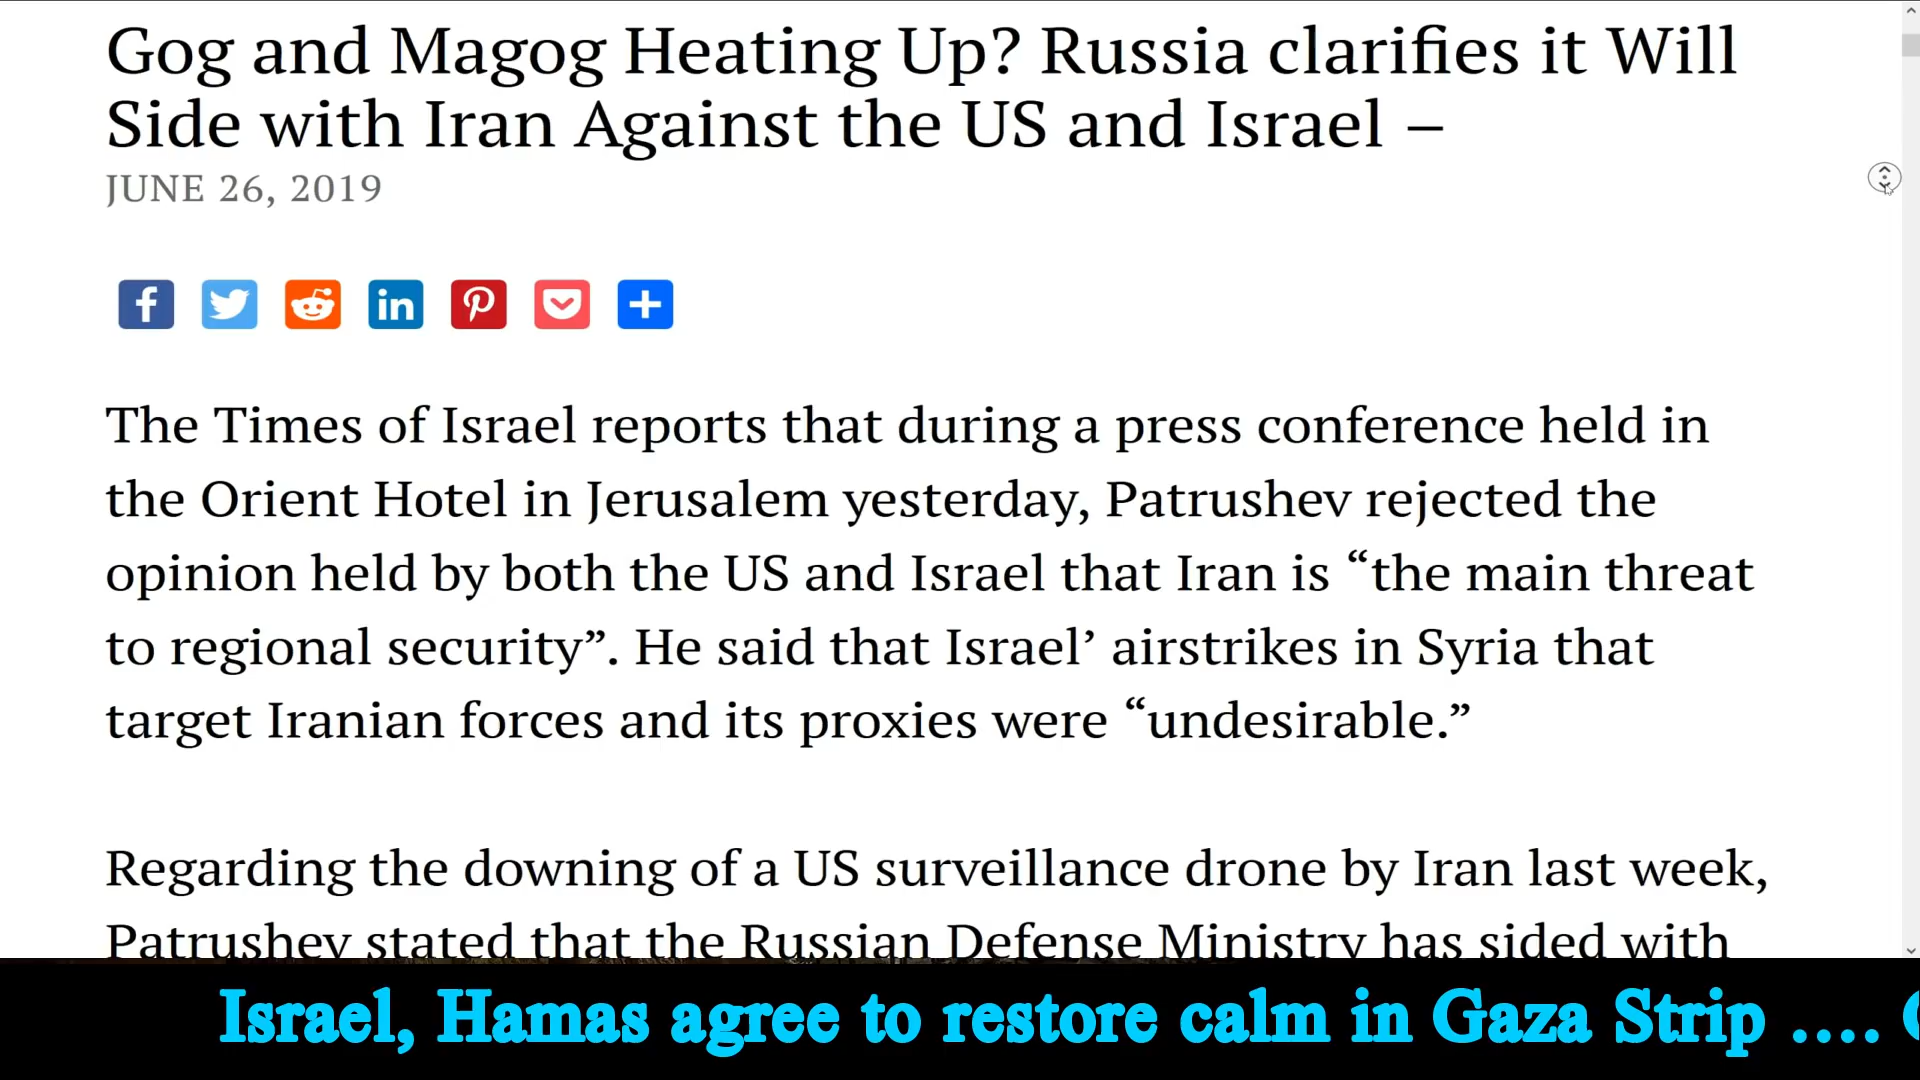 Gog and Magog Heating Up? Russia clarifies it Will
Side with Iran Against the US and Israel –
JUNE 26, 2019
The Times of Israel reports that during a press conference held in
the Orient Hotel in Jerusalem yesterday, Patrushev rejected the
opinion held by both the US and Israel that Iran is “the main threat
to regional security”. He said that Israel’ airstrikes in Syria that
target Iranian forces and its proxies were “undesirable.”
Regarding the downing of a US surveillance drone by Iran last week,
Patrushev stated that the Russian Defense Ministry has sided with
Israel, Hamas agree to restore calm in Gaza Strip ....